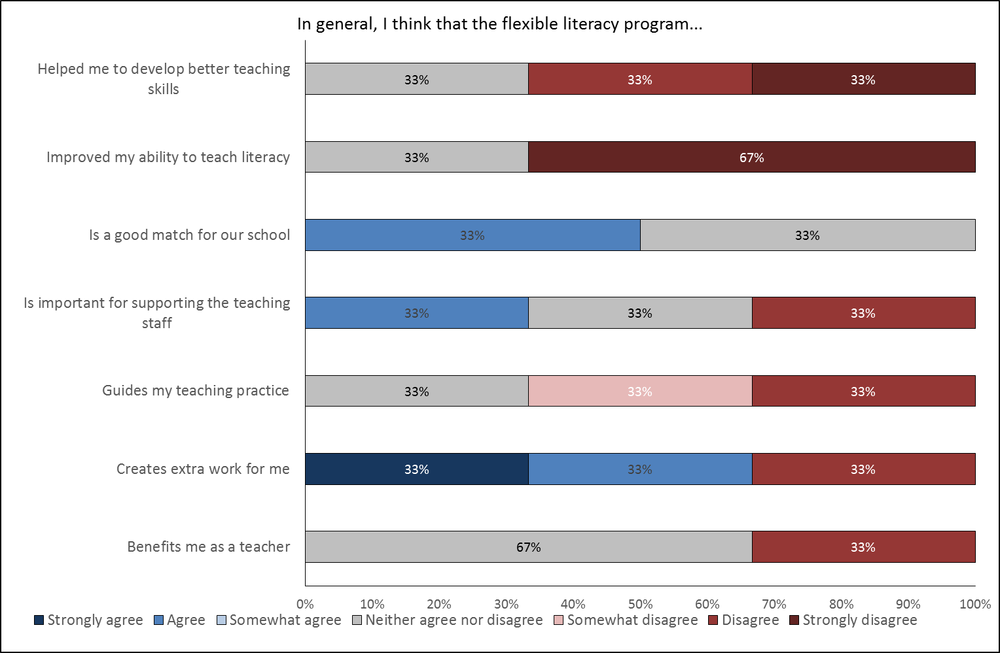 In general, I think that the flexible literacy program...
Helped me to develop better teaching
skills
33%
33%
33%
Improved my ability to teach literacy
33%
67%
Is a good match for our school
33%
33%
Is important for supporting the teaching
staff
33%
33%
33%
Guides my teaching practice
33%
33%
33%
Creates extra work for me
33%
33%
33%
Benefits me as a teacher
67%
33%
0% 10% 20% 30% 40% 50% 60% 70% 80% 90% 100%
Strongly agree Agree Somewhat agree Neither agree nor disagree Somewhat disagree Disagree Strongly disagree